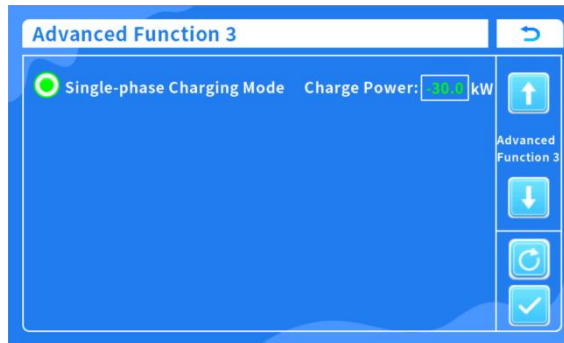 Advanced Function 3
Single-phase Charging Mode Charge Power: -30.0 kW
Advanced
Function 3